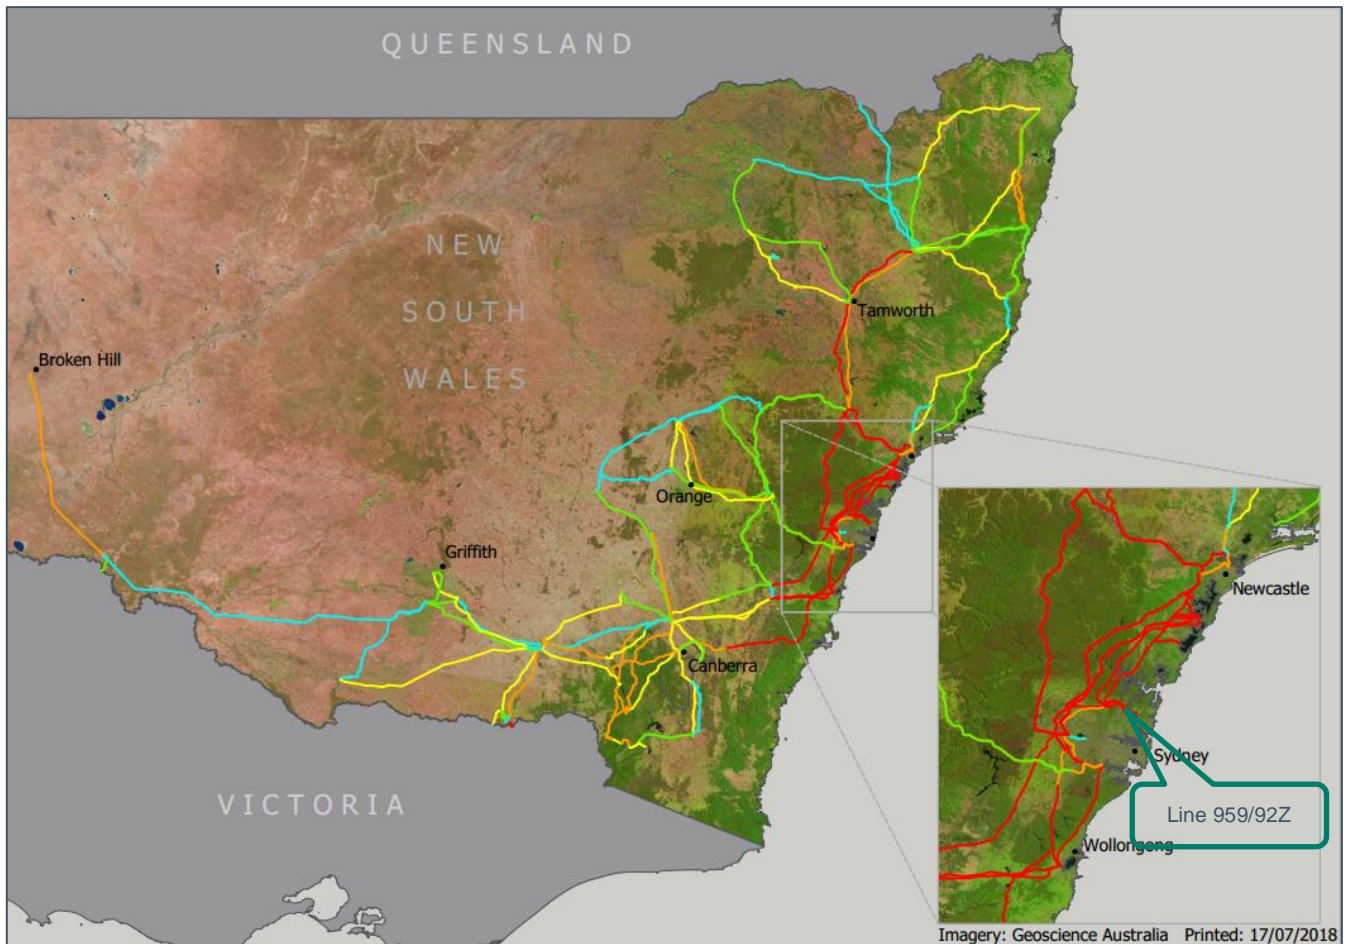 QUEENSLAND
NEW
SOUTH
WALES
Tamworth
Broken Hill
Orange
Griffith
Canberra
Newcastle
Sydney
Line 959/92Z
VICTORIA
Wollongong
Imagery: Geoscience Australia Printed: 17/07/2018